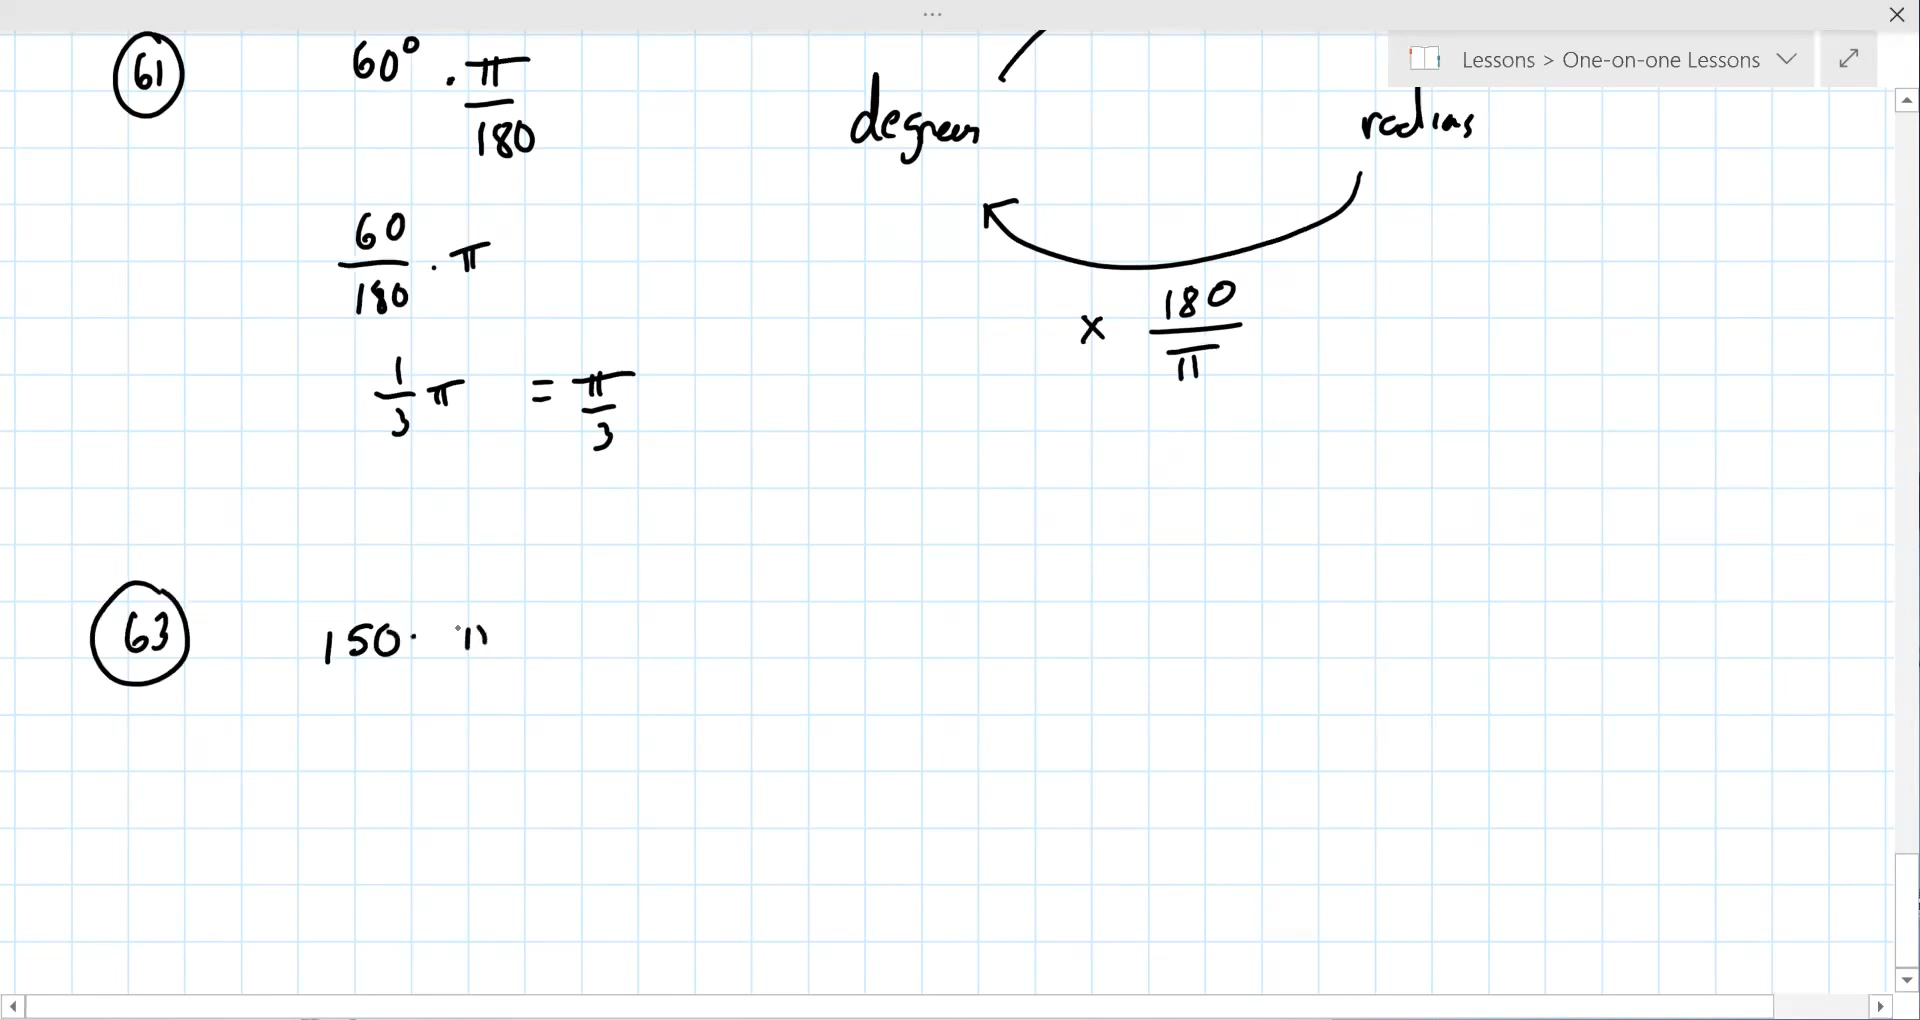 ...
Lessons > One-on-one Lessons
61
60° · π/180
degrees
radians
60/180 · π
× 180/π
1/3 π = π/3
63
150 · π